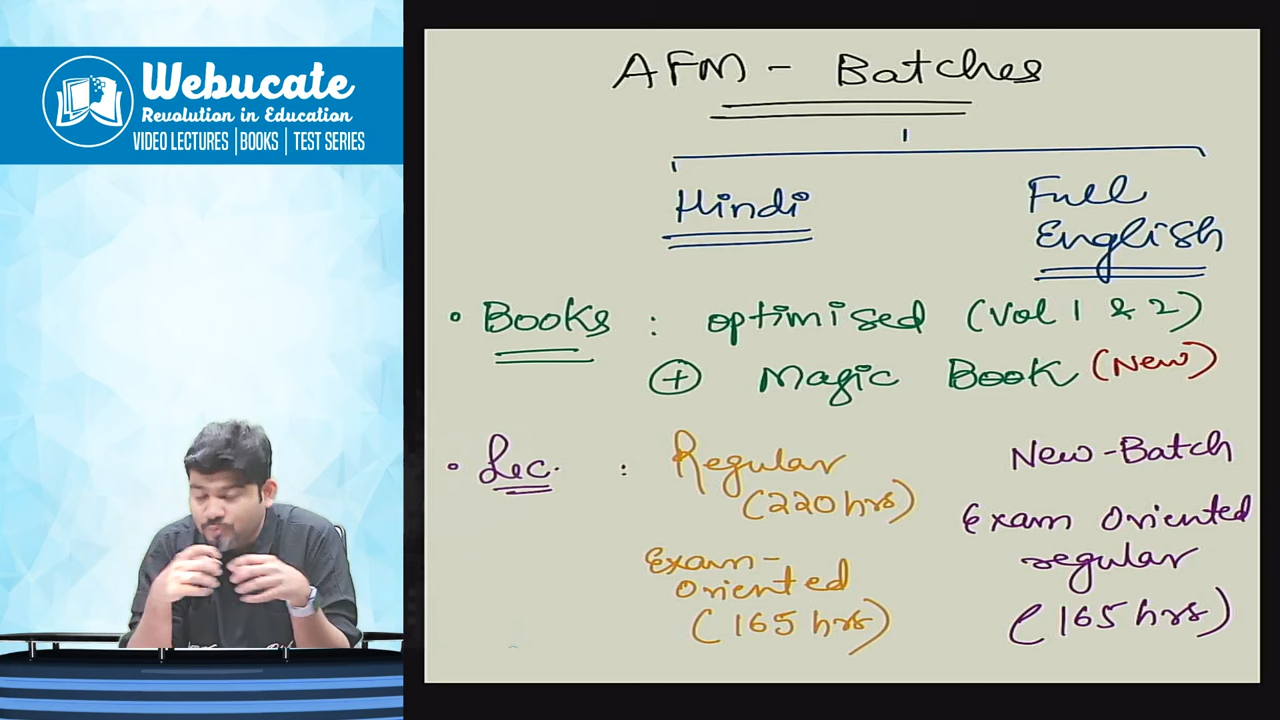 Webucate
Revolution in Education
VIDEO LECTURES | BOOKS | TEST SERIES
AFM - Batches
Hindi
Full
English
• Books : optimised (Vol 1 & 2)
+ Magic Book (New)
• Lec. : Regular
(220 hrs)
Exam-
Oriented
(165 hrs)
New-Batch
Exam Oriented
regular
(165 hrs)